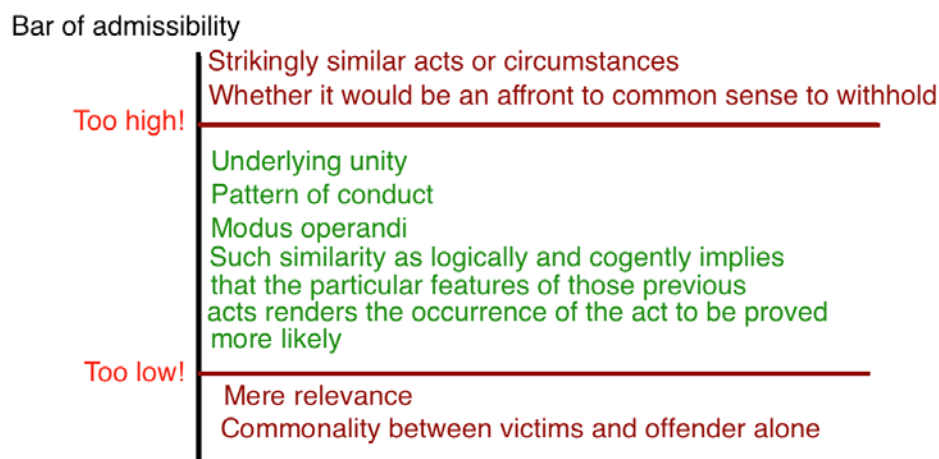 Bar of admissibility
Strikingly similar acts or circumstances
Whether it would be an affront to common sense to withhold
Too high!
Underlying unity
Pattern of conduct
Modus operandi
Such similarity as logically and cogently implies
that the particular features of those previous
acts renders the occurrence of the act to be proved
more likely
Too low!
Mere relevance
Commonality between victims and offender alone